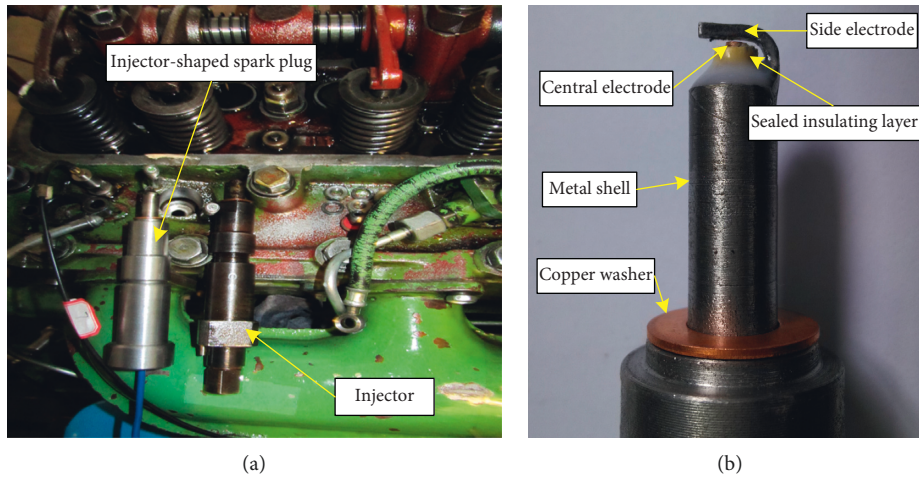 Injector-shaped spark plug
Injector
(a)
Side electrode
Central electrode
Sealed insulating layer
Metal shell
Copper washer
(b)